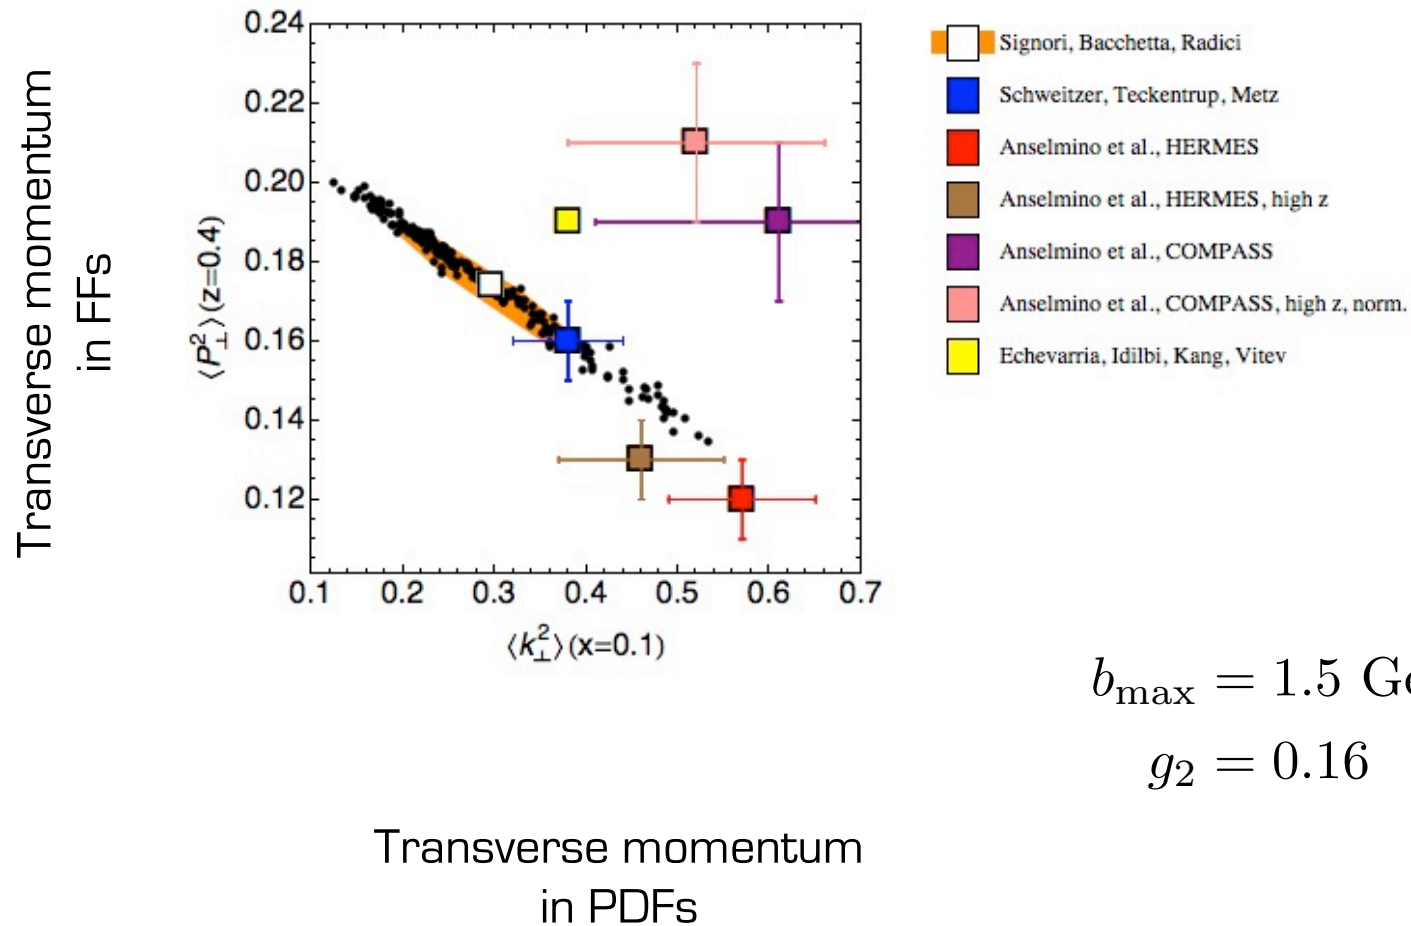 Transverse momentum
in FFs
⟨P²⊥⟩(z=0.4)
0.24
0.22
0.20
0.18
0.16
0.14
0.12
0.1 0.2 0.3 0.4 0.5 0.6 0.7
⟨k²⊥⟩(x=0.1)
Signori, Bacchetta, Radici
Schweitzer, Teckentrup, Metz
Anselmino et al., HERMES
Anselmino et al., HERMES, high z
Anselmino et al., COMPASS
Anselmino et al., COMPASS, high z, norm.
Echevarria, Idilbi, Kang, Vitev
b_max = 1.5
g₂ = 0.16
Transverse momentum
in PDFs